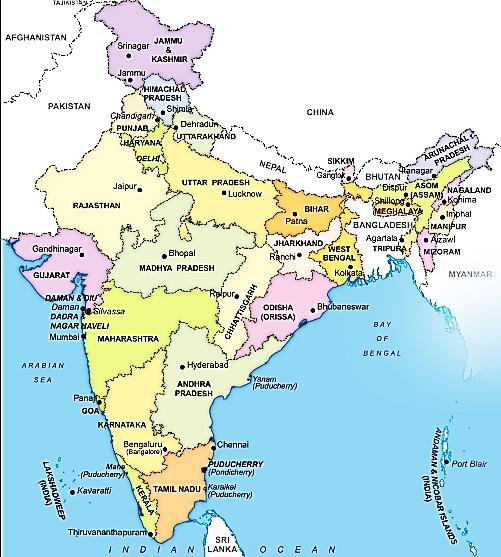 TAJIKISTAN
AFGHANISTAN
Srinagar
JAMMU
&
KASHMIR
Jammu
HIMACHAD
PRADESH
PAKISTAN
Shimla
Chandigarh
PUNJAB
Dehradun
UTTARAKHAND
HARYANA
DELHI
CHINA
ARUNACHAL
PRADESH
SIKKIM
Gangtok
NEPAL
BHUTAN
Itanagar
Dispur
ASOM
(ASSAM)
NAGALAND
Kohima
Jaipur
RAJASTHAN
UTTAR PRADESH
Lucknow
BIHAR
Patna
Shillong
MEGHALAYA
Imphal
MANIPUR
BANGLADESH
Agartala
TRIPURA
Aizawl
MIZORAM
MYANMAR
Gandhinagar
GUJARAT
Bhopal
MADHYA PRADESH
JHARKHAND
Ranchi
WEST
BENGAL
Kolkata
DAMAN & DIU
Daman
DADRA &
NAGAR HAVELI
Silvassa
Raipur
CHHATTISGARH
ODISHA
(ORISSA)
Bhubaneswar
Mumbai
MAHARASHTRA
BAY
OF
BENGAL
ARABIAN
SEA
Hyderabad
ANDHRA
PRADESH
Yanam
(Puducherry)
Panaji
GOA
KARNATAKA
Bengaluru
(Bangalore)
Chennai
PUDUCHERRY
(Pondicherry)
Mahe
(Puducherry)
TAMIL NADU
Karaikal
(Puducherry)
KERALA
LAKSHADWEEP
(INDIA)
Kavaratti
ANDAMAN & NICOBAR ISLANDS
(INDIA)
Port Blair
Thiruvananthapuram
SRI
LANKA
INDIAN OCEAN